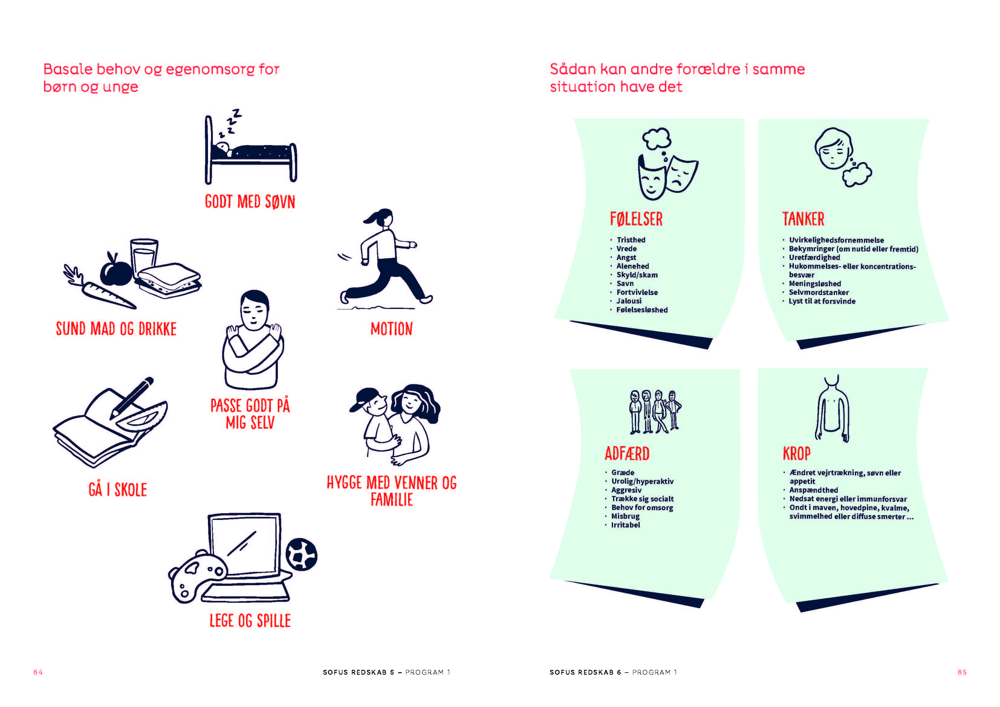 Basale behov og egenomsorg for
børn og unge
GODT MED SØVN
SUND MAD OG DRIKKE
MOTION
PASSE GODT PÅ
MIG SELV
GÅ I SKOLE
HYGGE MED VENNER OG
FAMILIE
LEGE OG SPILLE
84
SOFUS REDSKAB 5 – PROGRAM 1
Sådan kan andre forældre i samme
situation have det
FØLELSER
· Tristhed
· Vrede
· Angst
· Alenehed
· Skyld/skam
· Savn
· Fortvivlelse
· Jalousi
· Følelsesløshed
TANKER
· Uvirkelighedsfornemmelse
· Bekymringer (om nutid eller fremtid)
· Uretfærdighed
· Hukommelses- eller koncentrations-
besvær
· Meningsløshed
· Selvmordstanker
· Lyst til at forsvinde
ADFÆRD
· Græde
· Urolig/hyperaktiv
· Aggresiv
· Trække sig socialt
· Behov for omsorg
· Misbrug
· Irritabel
KROP
· Ændret vejrtrækning, søvn eller
appetit
· Anspændthed
· Nedsat energi eller immunforsvar
· Ondt i maven, hovedpine, kvalme,
svimmelhed eller diffuse smerter ...
SOFUS REDSKAB 6 – PROGRAM 1
85